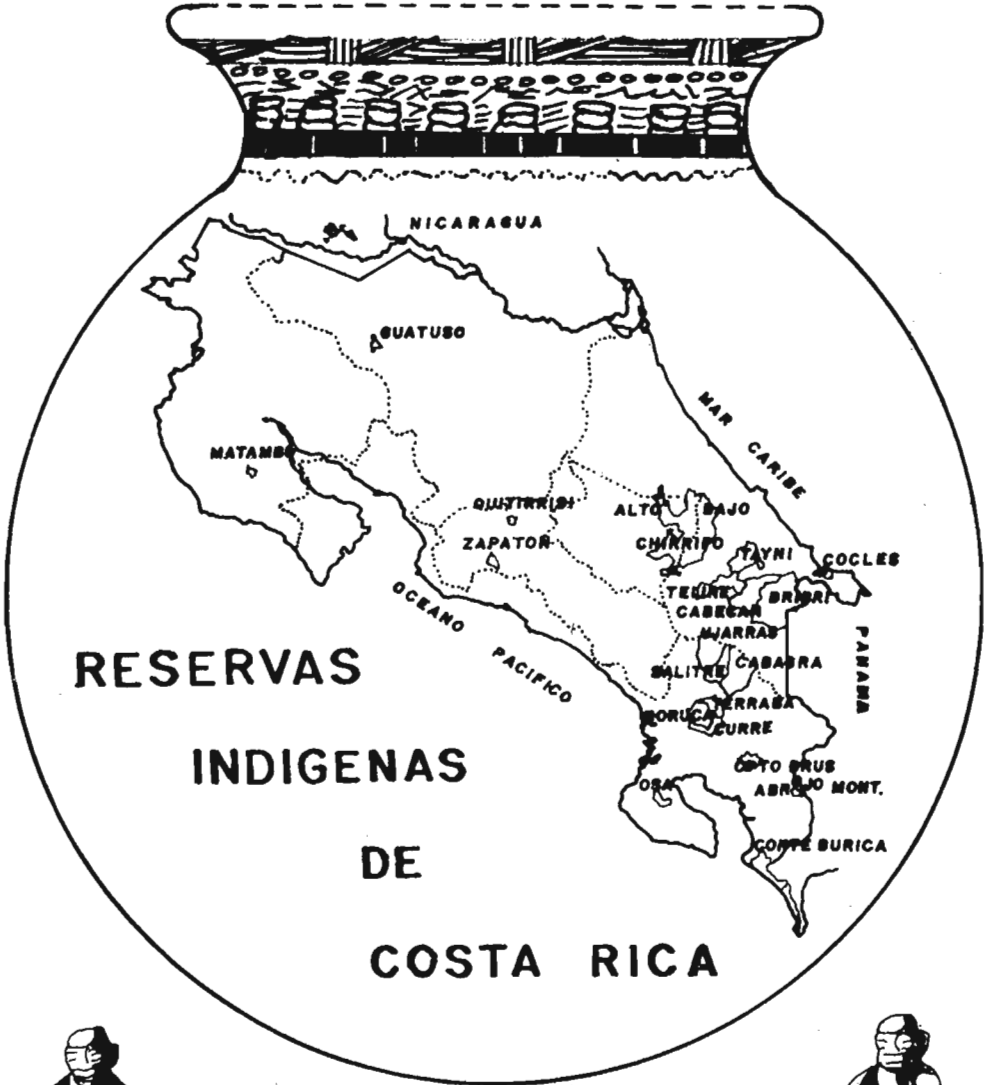 NICARAGUA
GUATUSO
MAR CARIBE
MATAMBU
QUITIRRISI
ALTO BAJO
CHIRRIPO
ZAPATON
TAYNI
COCLES
TELIRE
BRIBRI
CABECAR
OCEANO PACIFICO
UJARRAS
PANAMA
SALITRE
CABAGRA
TERRABA
BORUCA
CURRE
COTO BRUS
OSA
ABROJO MONT.
CONTE BURICA
RESERVAS
INDIGENAS
DE
COSTA RICA